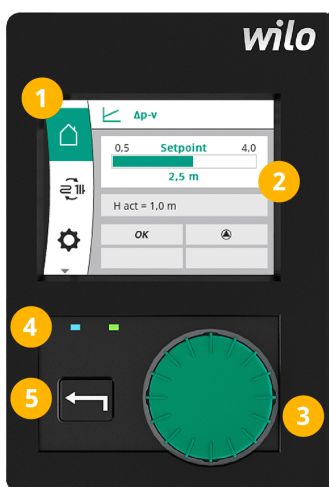 wilo
1
Δp-v
0.5 Setpoint 4.0
2,5 m
2
H act = 1,0 m
OK
4
5
3